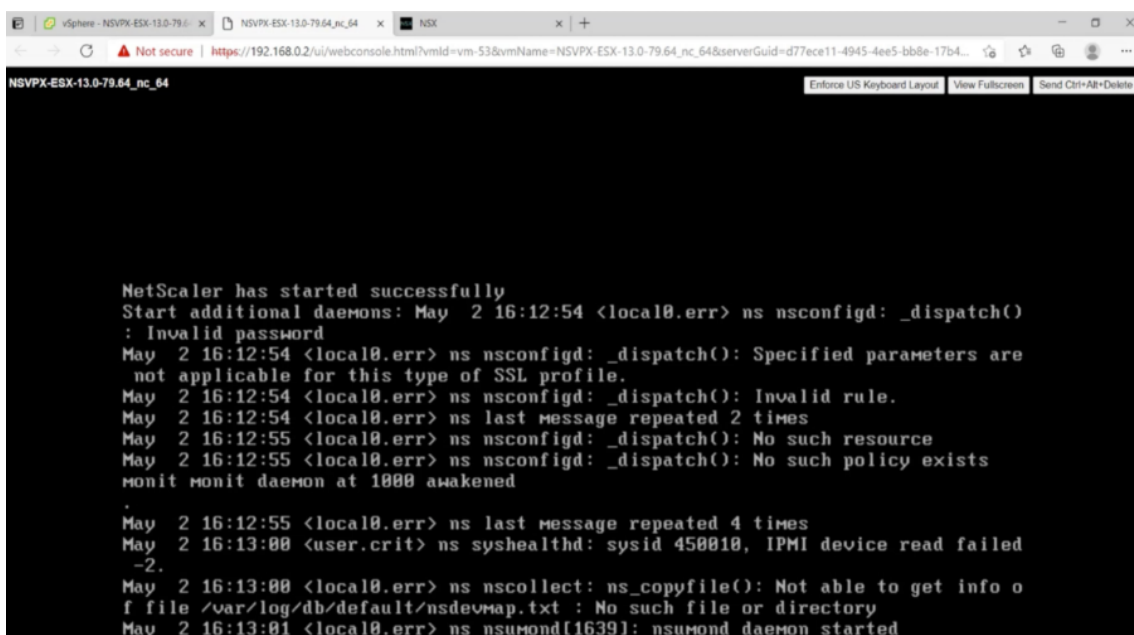 vSphere - NSVPX-ESX-13.0-79.6
NSVPX-ESX-13.0-79.64_nc_64
NSX
Not secure
https://192.168.0.2/ui/webconsole.html?vmId=vm-53&vmName=NSVPX-ESX-13.0-79.64_nc_64&serverGuid=d77ece11-4945-4ee5-bb8e-17b4...
NSVPX-ESX-13.0-79.64_nc_64
Enforce US Keyboard Layout
View Fullscreen
Send Ctrl+Alt+Delete
NetScaler has started successfully
Start additional daemons: May  2 16:12:54 <local0.err> ns nsconfigd: _dispatch()
: Invalid password
May  2 16:12:54 <local0.err> ns nsconfigd: _dispatch(): Specified parameters are
 not applicable for this type of SSL profile.
May  2 16:12:54 <local0.err> ns nsconfigd: _dispatch(): Invalid rule.
May  2 16:12:54 <local0.err> ns last message repeated 2 times
May  2 16:12:55 <local0.err> ns nsconfigd: _dispatch(): No such resource
May  2 16:12:55 <local0.err> ns nsconfigd: _dispatch(): No such policy exists
monit monit daemon at 1000 awakened
.
May  2 16:12:55 <local0.err> ns last message repeated 4 times
May  2 16:13:00 <user.crit> ns syshealthd: sysid 450010, IPMI device read failed
 -2.
May  2 16:13:00 <local0.err> ns nscollect: ns_copyfile(): Not able to get info o
f file /var/log/db/default/nsdevmap.txt : No such file or directory
May  2 16:13:01 <local0.err> ns nsumond[1639]: nsumond daemon started